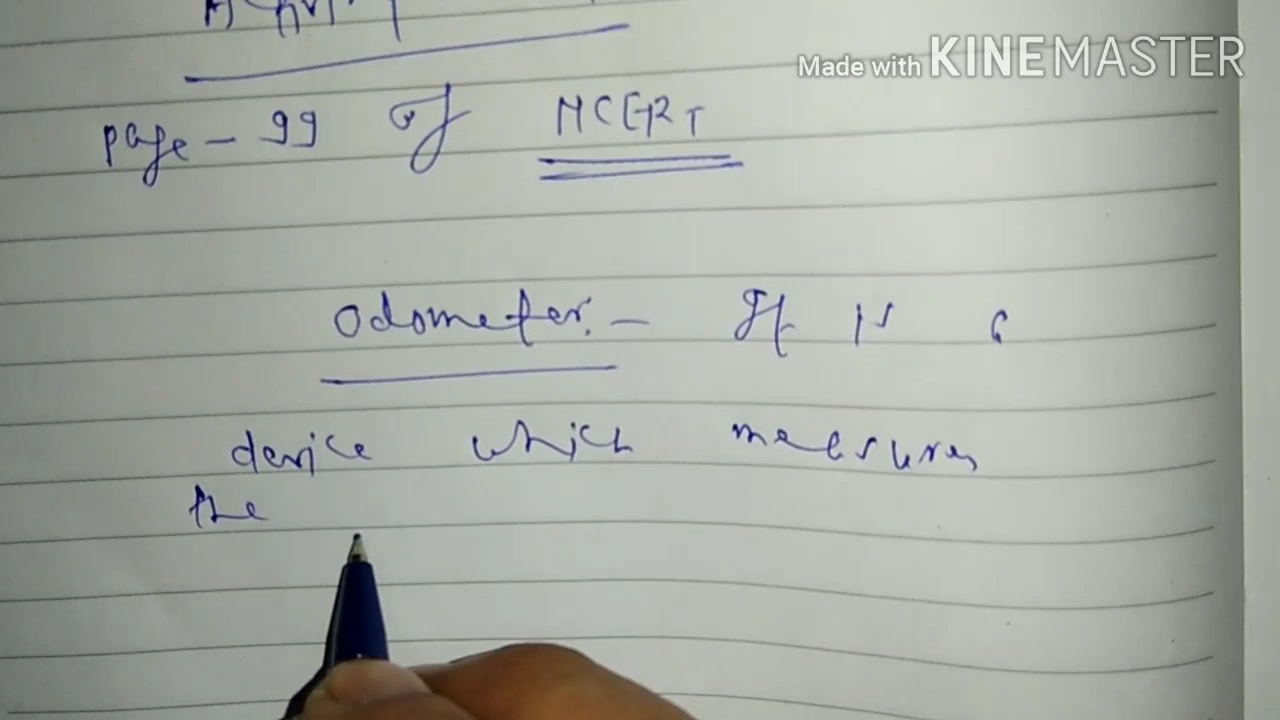 Made with KINEMASTER
page - 99 of NCERT
Odometer. - It is a
device which measures
the